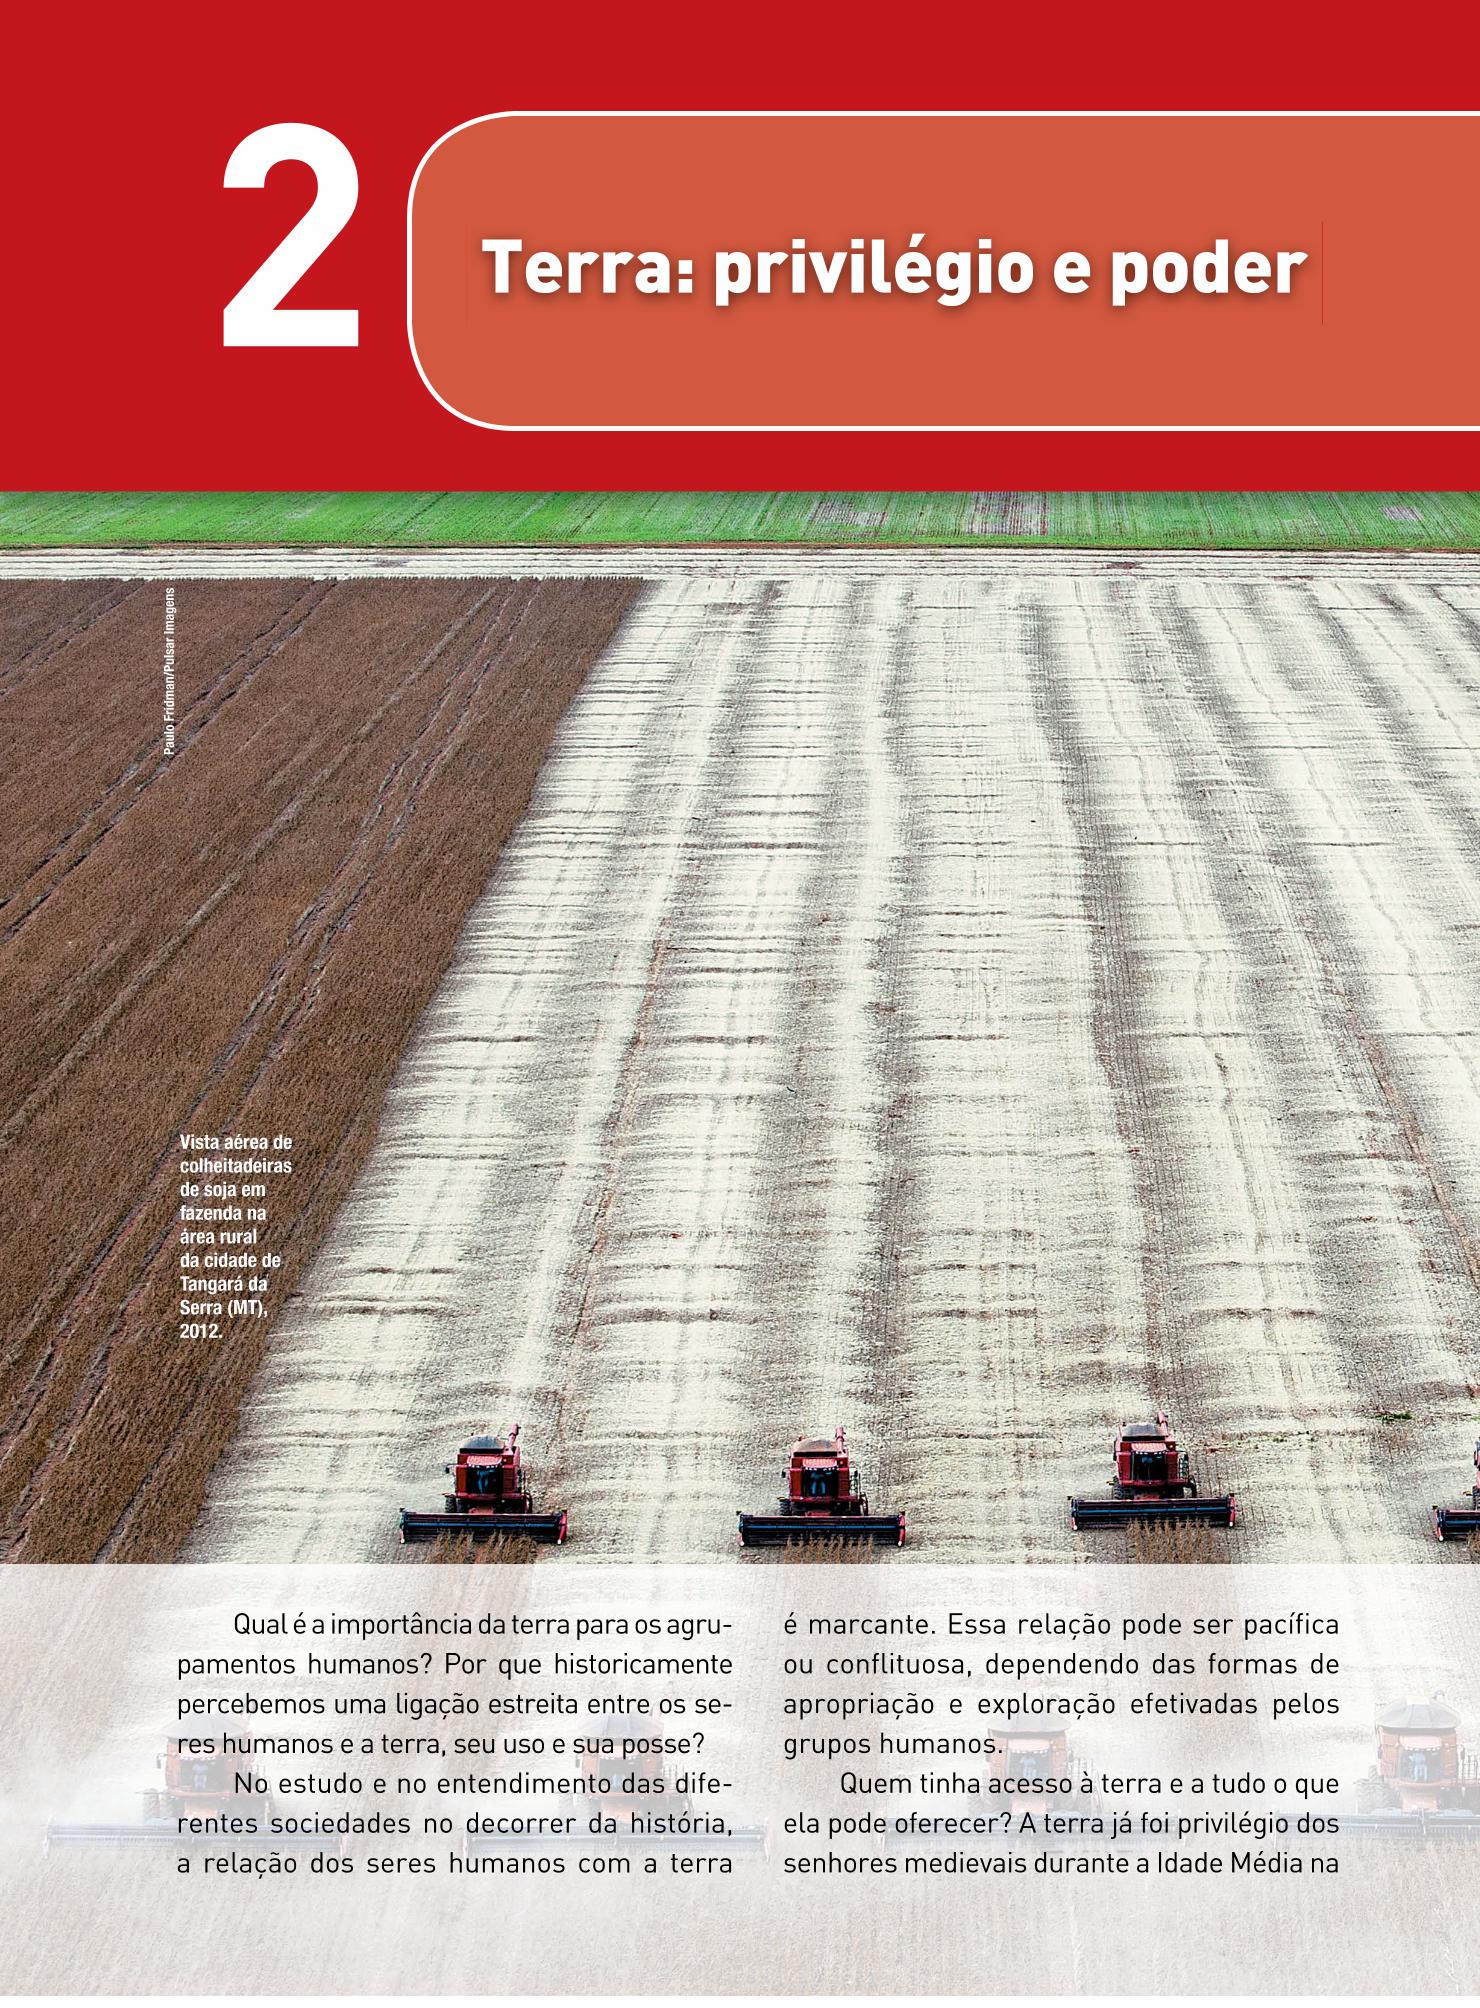 2
Terra: privilégio e poder
Paulo Fridman/Pulsar Imagens
Vista aérea de
colheitadeiras
de soja em
fazenda na
área rural
da cidade de
Tangará da
Serra (MT),
2012.
Qual é a importância da terra para os agru-
pamentos humanos? Por que historicamente
percebemos uma ligação estreita entre os se-
res humanos e a terra, seu uso e sua posse?
No estudo e no entendimento das dife-
rentes sociedades no decorrer da história,
a relação dos seres humanos com a terra
é marcante. Essa relação pode ser pacífica
ou conflituosa, dependendo das formas de
apropriação e exploração efetivadas pelos
grupos humanos.
Quem tinha acesso à terra e a tudo o que
ela pode oferecer? A terra já foi privilégio dos
senhores medievais durante a Idade Média na